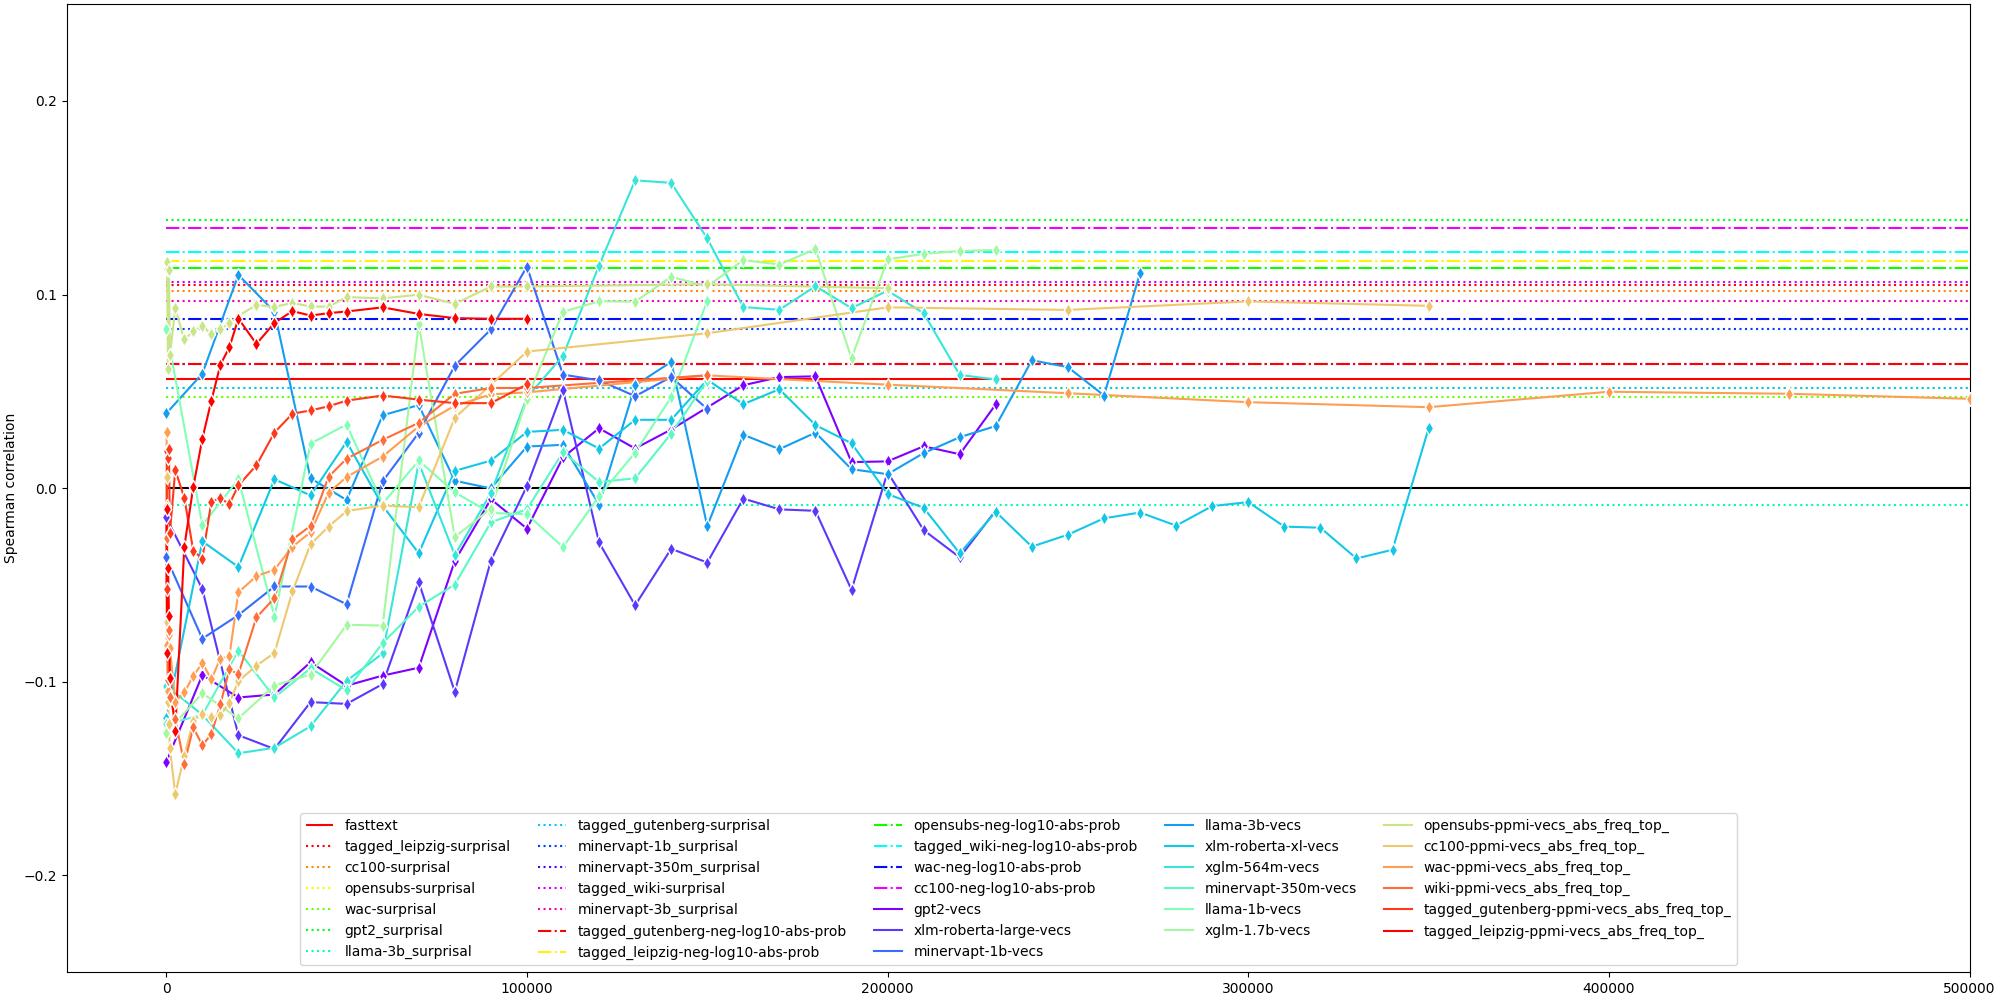 0.2
0.1
0.0
−0.1
−0.2
Spearman correlation
fasttext
tagged_leipzig-surprisal
cc100-surprisal
opensubs-surprisal
wac-surprisal
gpt2_surprisal
llama-3b_surprisal
tagged_gutenberg-surprisal
minervapt-1b_surprisal
minervapt-350m_surprisal
tagged_wiki-surprisal
minervapt-3b_surprisal
tagged_gutenberg-neg-log10-abs-prob
tagged_leipzig-neg-log10-abs-prob
opensubs-neg-log10-abs-prob
tagged_wiki-neg-log10-abs-prob
wac-neg-log10-abs-prob
cc100-neg-log10-abs-prob
gpt2-vecs
xlm-roberta-large-vecs
minervapt-1b-vecs
llama-3b-vecs
xlm-roberta-xl-vecs
xglm-564m-vecs
minervapt-350m-vecs
llama-1b-vecs
xglm-1.7b-vecs
opensubs-ppmi-vecs_abs_freq_top_
cc100-ppmi-vecs_abs_freq_top_
wac-ppmi-vecs_abs_freq_top_
wiki-ppmi-vecs_abs_freq_top_
tagged_gutenberg-ppmi-vecs_abs_freq_top_
tagged_leipzig-ppmi-vecs_abs_freq_top_
0 100000 200000 300000 400000 500000